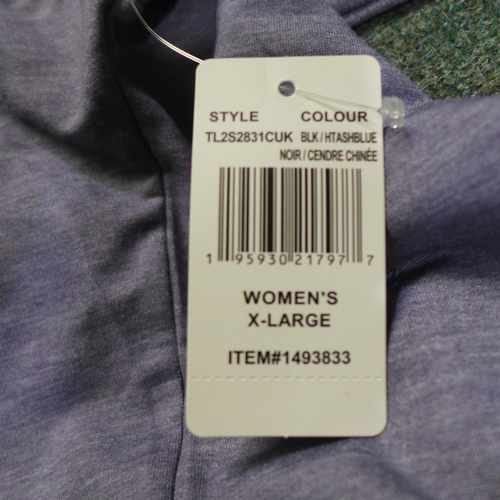 STYLE COLOUR
TL2S2831CUK BLK / HTASHBLUE
NOIR / CENDRE CHINÉE
1 95930 21797 7
WOMEN'S
X-LARGE
ITEM#1493833